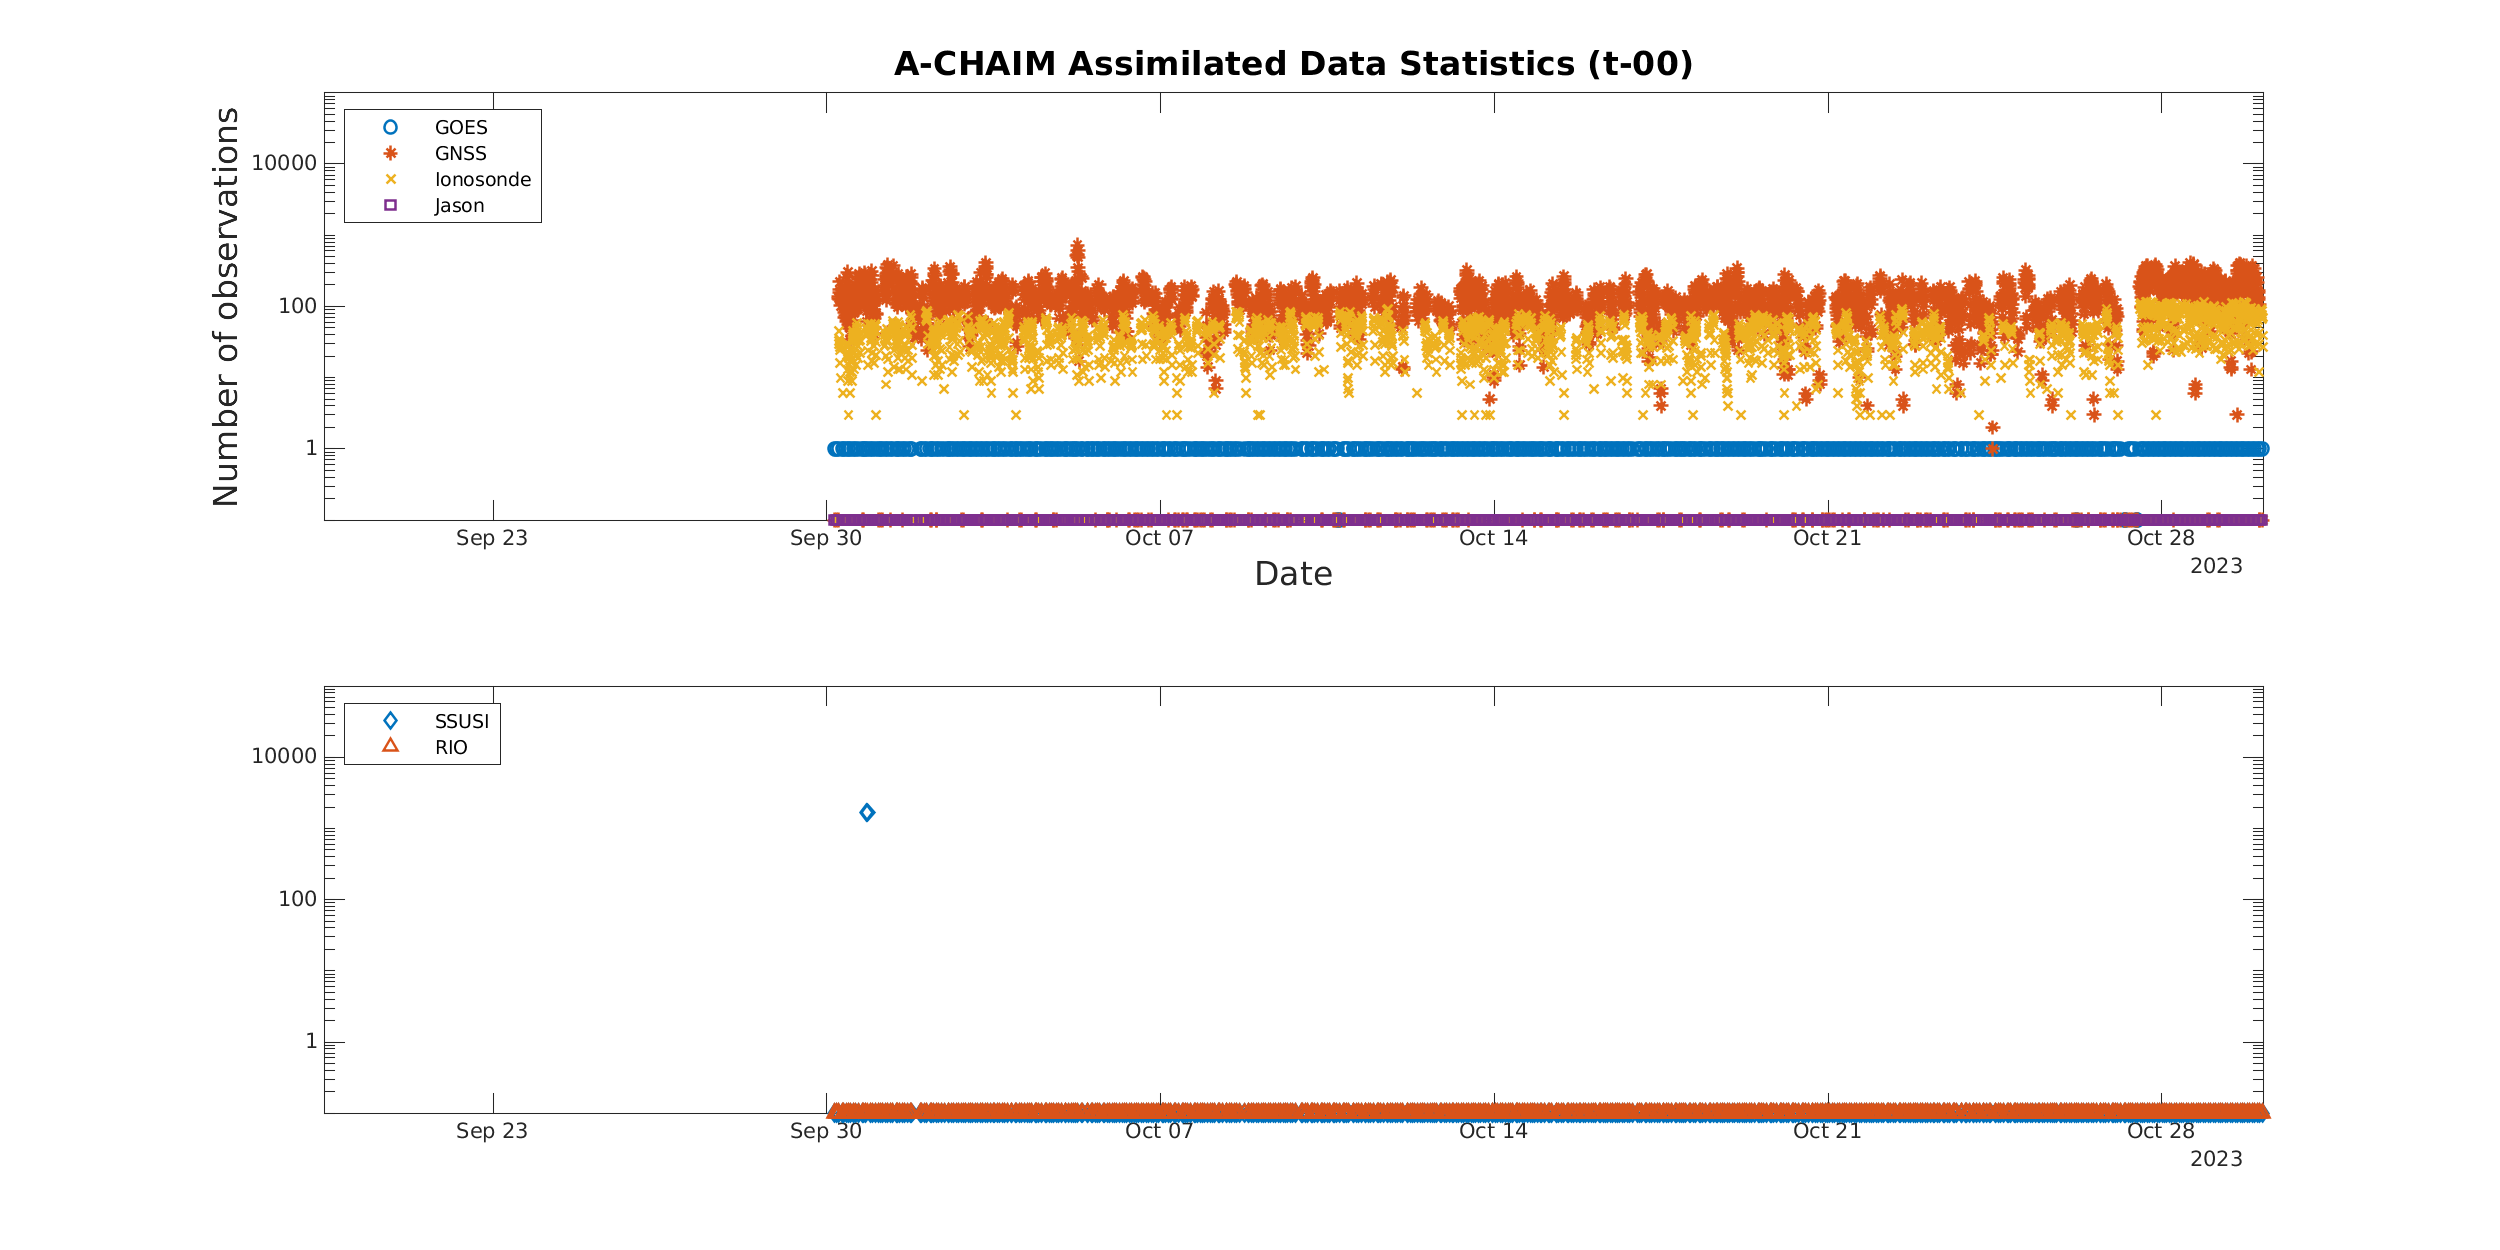 A-CHAIM Assimilated Data Statistics (t-00)
Number of observations
10000
100
1
GOES
GNSS
Ionosonde
Jason
Sep 23
Sep 30
Oct 07
Oct 14
Oct 21
Oct 28
2023
Date
10000
100
1
SSUSI
RIO
Sep 23
Sep 30
Oct 07
Oct 14
Oct 21
Oct 28
2023